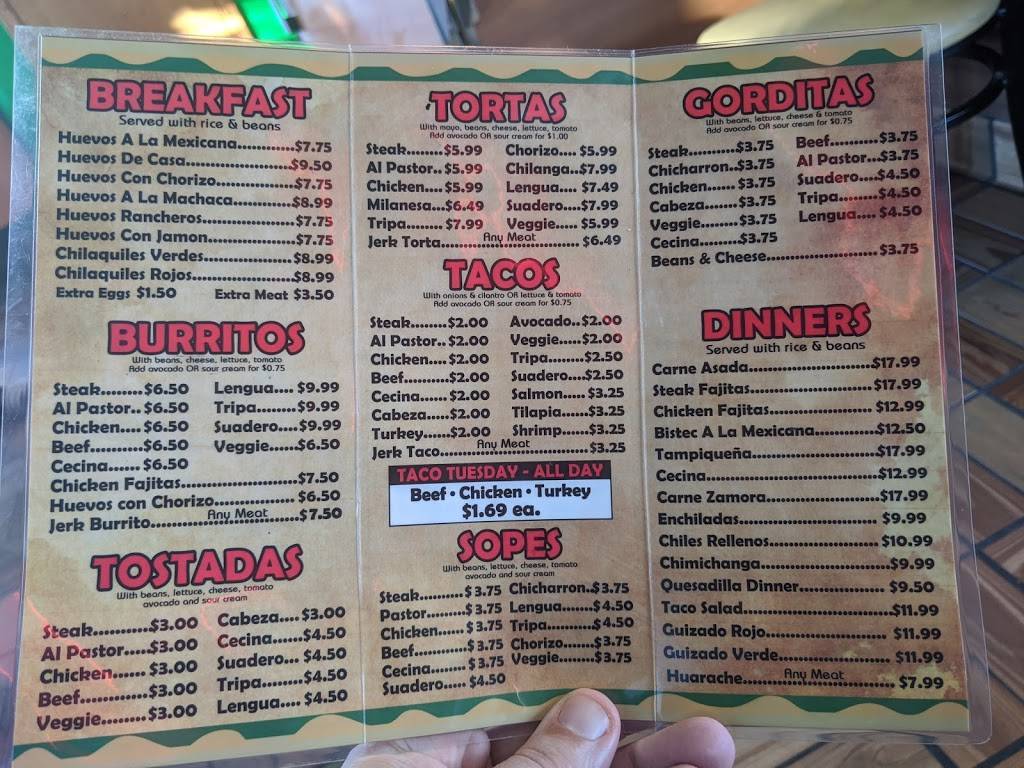 BREAKFAST
Served with rice & beans
Huevos A La Mexicana..................$7.75
Huevos De Casa.........................$9.50
Huevos Con Chorizo....................$7.75
Huevos A La Machaca.................$8.99
Huevos Rancheros.....................$7.75
Huevos Con Jamon....................$7.75
Chilaquiles Verdes.....................$8.99
Chilaquiles Rojos.......................$8.99
Extra Eggs $1.50 Extra Meat $3.50
BURRITOS
With beans, cheese, lettuce, tomato
Add avocado OR sour cream for $0.75
Steak........$6.50 Lengua.... $9.99
Al Pastor.. $6.50 Tripa........$9.99
Chicken.... $6.50 Suadero....$9.99
Beef..........$6.50 Veggie.....$6.50
Cecina....... $6.50
Chicken Fajitas.......................$7.50
Huevos con Chorizo................ $6.50
Any Meat
Jerk Burrito.............................$7.50
TOSTADAS
With beans, lettuce, cheese, tomato
avocado and sour cream
Steak...........$3.00 Cabeza.... $3.00
Al Pastor.....$3.00 Cecina......$4.50
Chicken...... $3.00 Suadero... $4.50
Beef............$3.00 Tripa........$4.50
Veggie........$3.00 Lengua.... $4.50
TORTAS
With mayo, beans, cheese, lettuce, tomato
Add avocado OR sour cream for $1.00
Steak.......$5.99 Chorizo.... $5.99
Al Pastor.. $5.99 Chilanga..$7.99
Chicken....$5.99 Lengua.... $7.49
Milanesa...$6.49 Suadero...$7.99
Tripa........$7.99 Veggie..... $5.99
Any Meat
Jerk Torta............................. $6.49
TACOS
With onions & cilantro OR lettuce & tomato
Add avocado OR sour cream for $0.75
Steak........$2.00 Avocado..$2.00
Al Pastor.. $2.00 Veggie.....$2.00
Chicken....$2.00 Tripa........$2.50
Beef..........$2.00 Suadero....$2.50
Cecina......$2.00 Salmon..... $3.25
Cabeza.....$2.00 Tilapia......$3.25
Turkey......$2.00 Shrimp.....$3.25
Any Meat
Jerk Taco...............................$3.25
TACO TUESDAY - ALL DAY
Beef • Chicken • Turkey
$1.69 ea.
SOPES
With beans, lettuce, cheese, tomato
avocado and sour cream
Steak...........$3.75 Chicharron..$3.75
Pastor......... $3.75 Lengua.......$4.50
Chicken...... $3.75 Tripa...........$4.50
Beef............ $3.75 Chorizo.......$3.75
Cecina........ $3.75 Veggie........$3.75
Suadero..... $4.50
GORDITAS
With beans, lettuce, cheese & tomato
Add avocado OR sour cream for $0.75
Steak...........$3.75 Beef............$3.75
Chicharron..$3.75 Al Pastor...$3.75
Chicken...... $3.75 Suadero.....$4.50
Cabeza........$3.75 Tripa..........$4.50
Veggie.........$3.75 Lengua.... $4.50
Cecina........$3.75
Beans & Cheese......................$3.75
DINNERS
Served with rice & beans
Carne Asada..........................$17.99
Steak Fajitas.........................$17.99
Chicken Fajitas...................... $12.99
Bistec A La Mexicana.............$12.50
Tampiqueña...........................$17.99
Cecina...................................$12.99
Carne Zamora.......................$17.99
Enchiladas............................ $9.99
Chiles Rellenos...................... $10.99
Chimichanga..........................$9.99
Quesadilla Dinner.................. $9.50
Taco Salad.............................$11.99
Guizado Rojo........................ $11.99
Guizado Verde...................... $11.99
Any Meat
Huarache.............................. $7.99